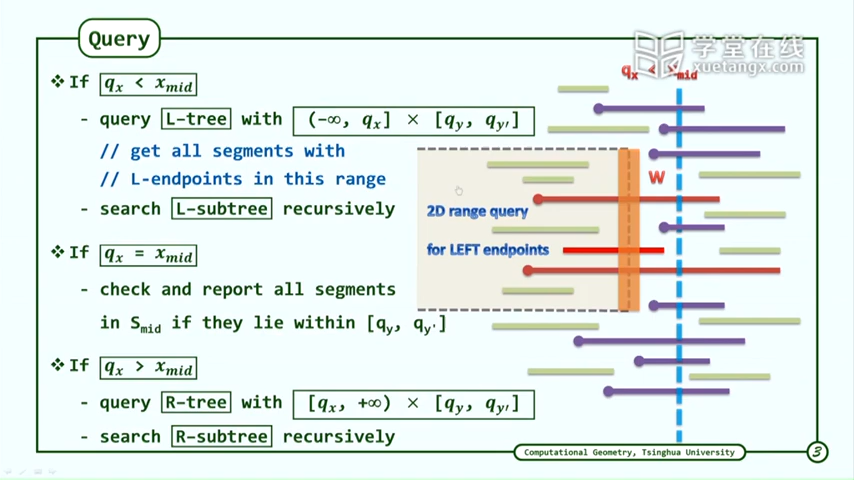 Query
学堂在线
xuetangx.com
❖ If q_x < x_mid
- query L-tree with (-∞, q_x] × [q_y, q_y′]
// get all segments with
// L-endpoints in this range
- search L-subtree recursively
❖ If q_x = x_mid
- check and report all segments
in S_mid if they lie within [q_y, q_y′]
❖ If q_x > x_mid
- query R-tree with [q_x, +∞) × [q_y, q_y′]
- search R-subtree recursively
q_x < x_mid
W
2D range query
for LEFT endpoints
Computational Geometry, Tsinghua University
3